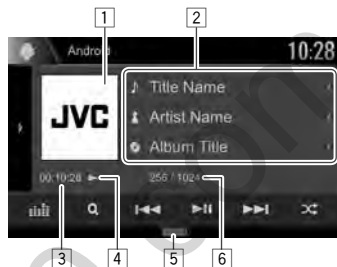 1 2
Android 10:28
JVC
Title Name
Artist Name
Album Title
00:10:28 256 / 1024
3 4 5 6